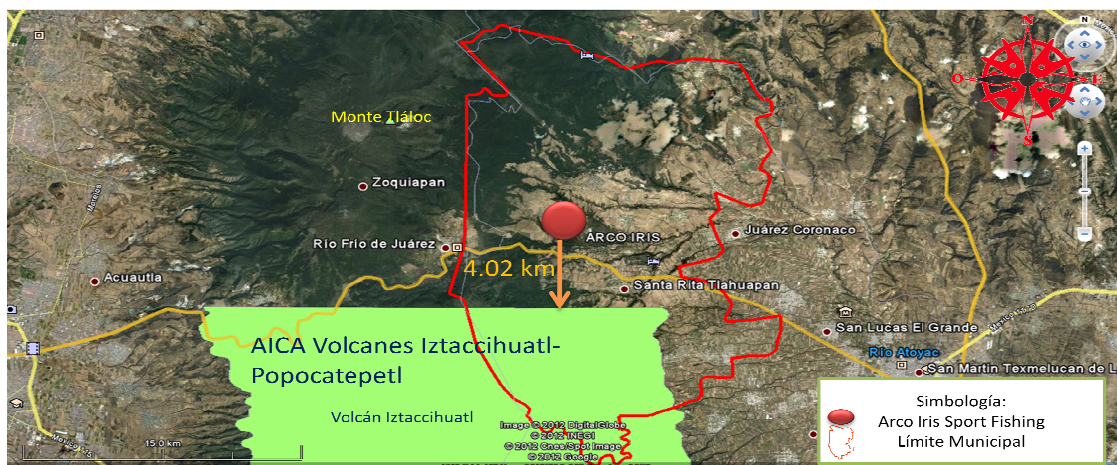 N
N
O
E
S
Monte Tláloc
Zoquiapan
Morelos
ARCO IRIS
Juárez Coronaco
Río Frío de Juárez
4.02 km
Acuautla
Santa Rita Tlahuapan
San Lucas El Grande
Río Atoyac
San Martin Texmelucan de L
AICA Volcanes Iztaccihuatl-
Popocatepetl
Volcán Iztaccihuatl
Image © 2012 DigitalGlobe
© 2012 INEGI
© 2012 Cnes/Spot Image
© 2012 Google
15.0 km
Simbología:
Arco Iris Sport Fishing
Límite Municipal